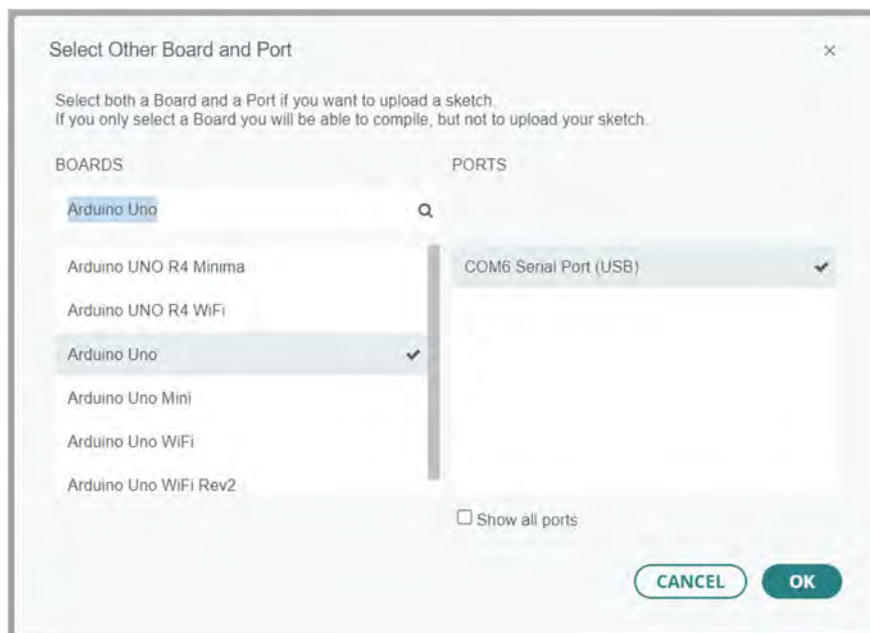 Select Other Board and Port
Select both a Board and a Port if you want to upload a sketch.
If you only select a Board you will be able to compile, but not to upload your sketch.
BOARDS
PORTS
Arduino Uno
Arduino UNO R4 Minima
COM6 Serial Port (USB)
Arduino UNO R4 WiFi
Arduino Uno
Arduino Uno Mini
Arduino Uno WiFi
Arduino Uno WiFi Rev2
Show all ports
CANCEL
OK